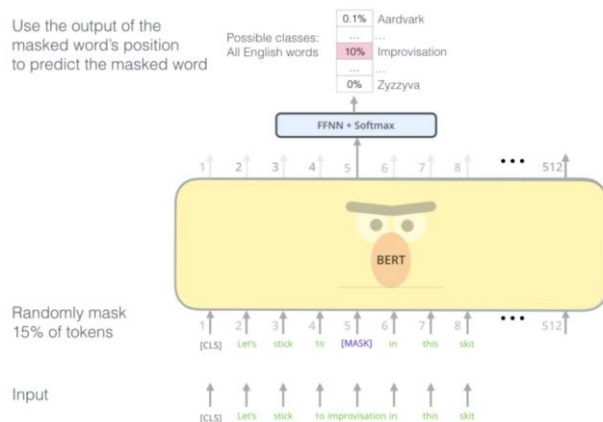 Use the output of the
masked word's position
to predict the masked word
Possible classes:
All English words
0.1% Aardvark
... ...
10% Improvisation
... ...
0% Zyzzyva
FFNN + Softmax
1 2 3 4 5 6 7 8 ••• 512
BERT
Randomly mask
15% of tokens
1 2 3 4 5 6 7 8 ••• 512
[CLS] Let's stick to [MASK] in this skit
Input
[CLS] Let's stick to improvisation in this skit